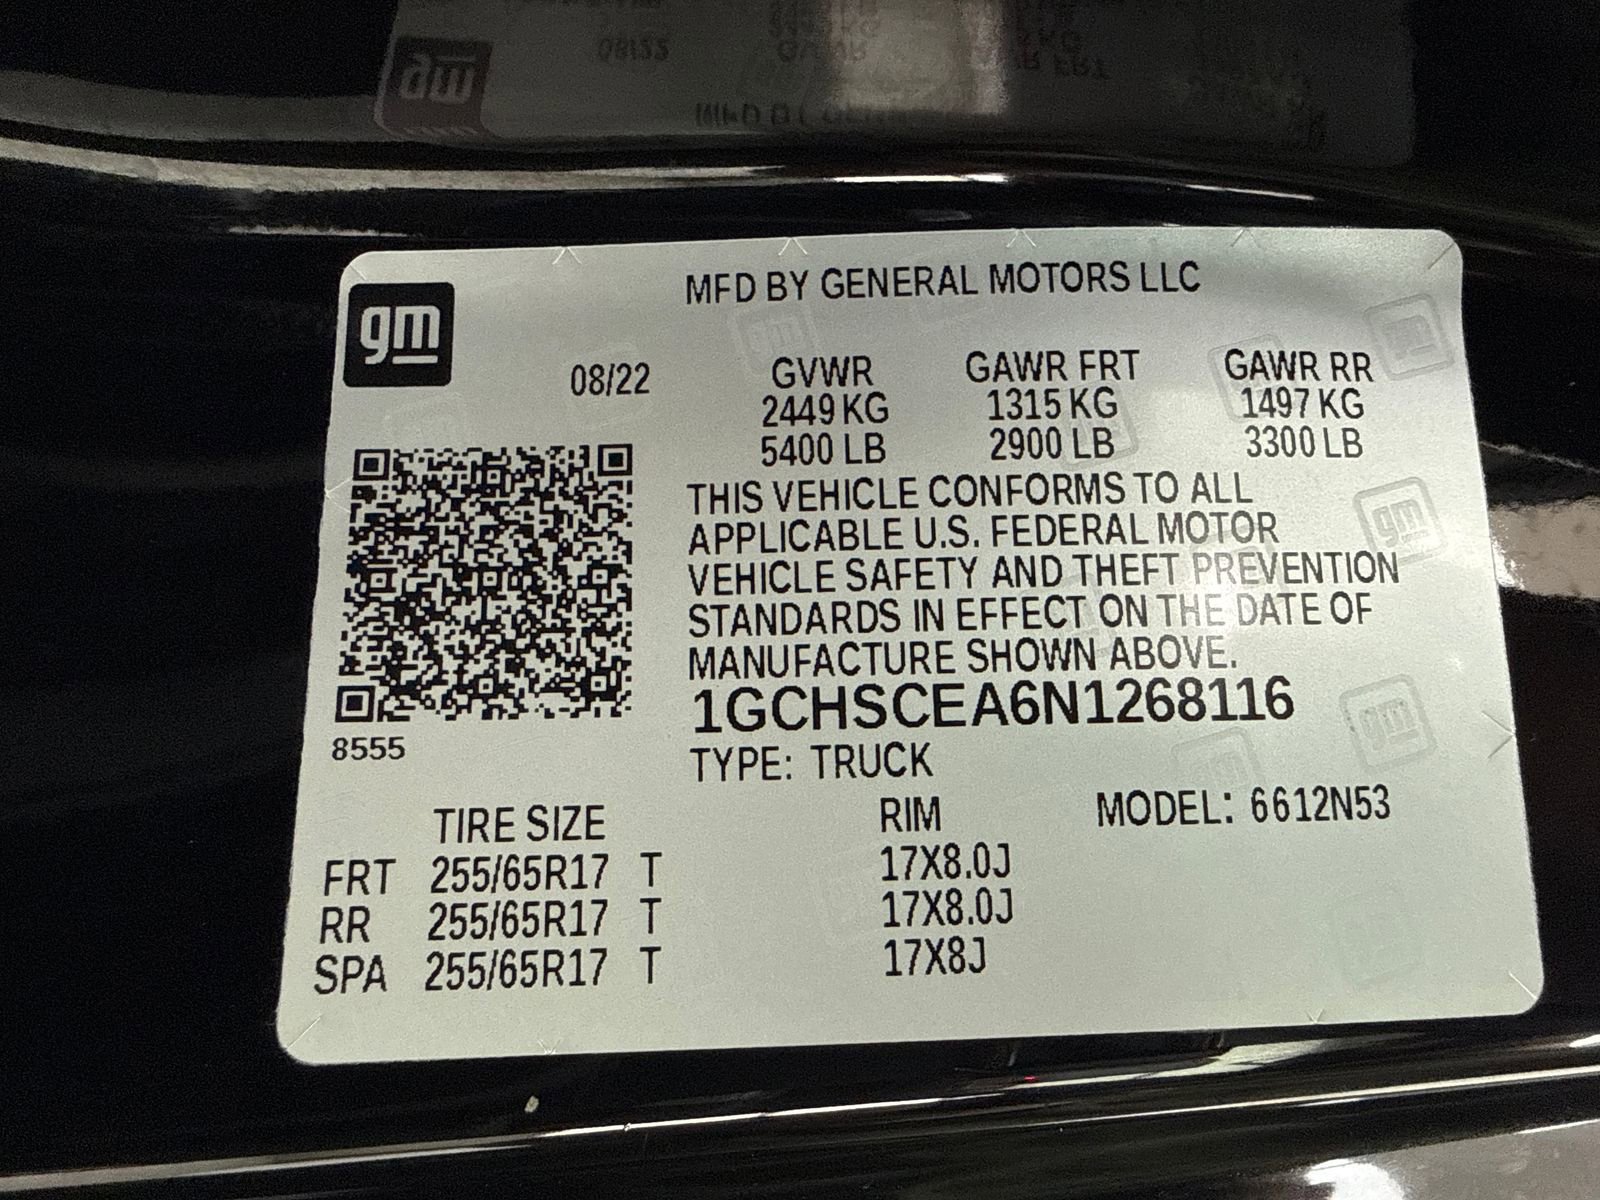 MFD BY GENERAL MOTORS LLC
gm
08/22 GVWR GAWR FRT GAWR RR
2449 KG 1315 KG 1497 KG
5400 LB 2900 LB 3300 LB
THIS VEHICLE CONFORMS TO ALL
APPLICABLE U.S. FEDERAL MOTOR
VEHICLE SAFETY AND THEFT PREVENTION
STANDARDS IN EFFECT ON THE DATE OF
MANUFACTURE SHOWN ABOVE.
1GCHSCEA6N1268116
8555
TYPE: TRUCK
TIRE SIZE RIM MODEL: 6612N53
FRT 255/65R17 T 17X8.0J
RR 255/65R17 T 17X8.0J
SPA 255/65R17 T 17X8J